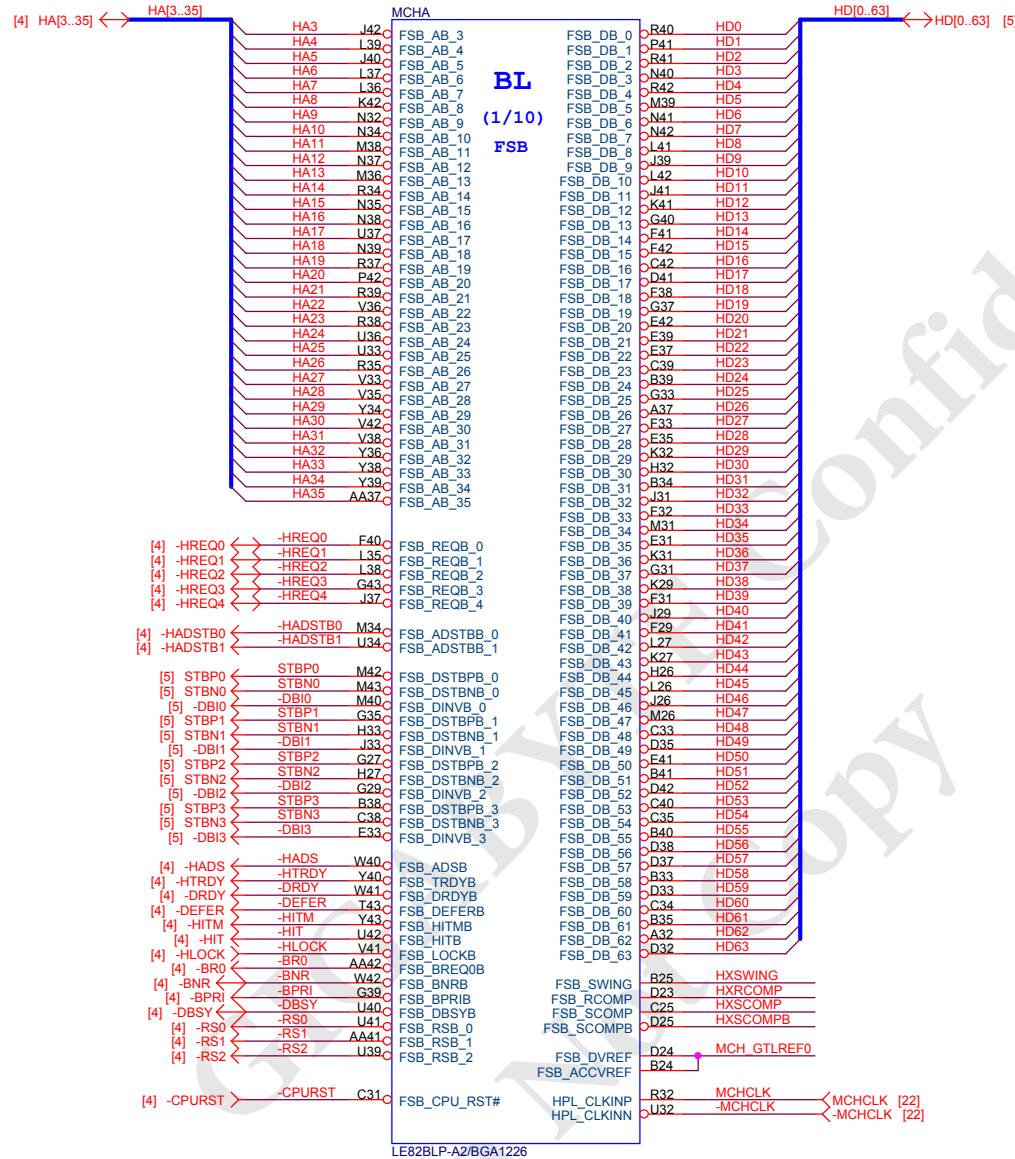 [4] HA[3..35] HA[3..35] MCHA HD[0..63] HD[0..63] [5]
HA3 J42 FSB_AB_3 FSB_DB_0 R40 HD0
HA4 L39 FSB_AB_4 FSB_DB_1 P41 HD1
HA5 J40 FSB_AB_5 FSB_DB_2 R41 HD2
HA6 L37 FSB_AB_6 FSB_DB_3 N40 HD3
HA7 L36 FSB_AB_7 FSB_DB_4 R42 HD4
HA8 K42 FSB_AB_8 FSB_DB_5 M39 HD5
HA9 N32 FSB_AB_9 FSB_DB_6 N41 HD6
HA10 N34 FSB_AB_10 FSB_DB_7 N42 HD7
HA11 M38 FSB_AB_11 FSB_DB_8 L41 HD8
HA12 N37 FSB_AB_12 FSB_DB_9 J39 HD9
HA13 M36 FSB_AB_13 FSB_DB_10 L42 HD10
HA14 R34 FSB_AB_14 FSB_DB_11 J41 HD11
HA15 N35 FSB_AB_15 FSB_DB_12 K41 HD12
HA16 N38 FSB_AB_16 FSB_DB_13 G40 HD13
HA17 U37 FSB_AB_17 FSB_DB_14 F41 HD14
HA18 N39 FSB_AB_18 FSB_DB_15 F42 HD15
HA19 R37 FSB_AB_19 FSB_DB_16 C42 HD16
HA20 P42 FSB_AB_20 FSB_DB_17 D41 HD17
HA21 R39 FSB_AB_21 FSB_DB_18 F38 HD18
HA22 V36 FSB_AB_22 FSB_DB_19 G37 HD19
HA23 R38 FSB_AB_23 FSB_DB_20 E42 HD20
HA24 U36 FSB_AB_24 FSB_DB_21 E39 HD21
HA25 U33 FSB_AB_25 FSB_DB_22 E37 HD22
HA26 R35 FSB_AB_26 FSB_DB_23 C39 HD23
HA27 V33 FSB_AB_27 FSB_DB_24 B39 HD24
HA28 V35 FSB_AB_28 FSB_DB_25 G33 HD25
HA29 Y34 FSB_AB_29 FSB_DB_26 A37 HD26
HA30 V42 FSB_AB_30 FSB_DB_27 F33 HD27
HA31 V38 FSB_AB_31 FSB_DB_28 E35 HD28
HA32 Y36 FSB_AB_32 FSB_DB_29 K32 HD29
HA33 Y38 FSB_AB_33 FSB_DB_30 H32 HD30
HA34 Y39 FSB_AB_34 FSB_DB_31 B34 HD31
HA35 AA37 FSB_AB_35 FSB_DB_32 J31 HD32
FSB_DB_33 F32 HD33
FSB_DB_34 M31 HD34
[4] -HREQ0 -HREQ0 F40 FSB_REQB_0 FSB_DB_35 E31 HD35
[4] -HREQ1 -HREQ1 L35 FSB_REQB_1 FSB_DB_36 K31 HD36
[4] -HREQ2 -HREQ2 L38 FSB_REQB_2 FSB_DB_37 G31 HD37
[4] -HREQ3 -HREQ3 G43 FSB_REQB_3 FSB_DB_38 K29 HD38
[4] -HREQ4 -HREQ4 J37 FSB_REQB_4 FSB_DB_39 F31 HD39
FSB_DB_40 J29 HD40
[4] -HADSTB0 -HADSTB0 M34 FSB_ADSTBB_0 FSB_DB_41 F29 HD41
[4] -HADSTB1 -HADSTB1 U34 FSB_ADSTBB_1 FSB_DB_42 L27 HD42
FSB_DB_43 K27 HD43
[5] STBP0 STBP0 M42 FSB_DSTBPB_0 FSB_DB_44 H26 HD44
[5] STBN0 STBN0 M43 FSB_DSTBNB_0 FSB_DB_45 L26 HD45
[5] -DBI0 -DBI0 M40 FSB_DINVB_0 FSB_DB_46 J26 HD46
[5] STBP1 STBP1 G35 FSB_DSTBPB_1 FSB_DB_47 M26 HD47
[5] STBN1 STBN1 H33 FSB_DSTBNB_1 FSB_DB_48 C33 HD48
[5] -DBI1 -DBI1 J33 FSB_DINVB_1 FSB_DB_49 D35 HD49
[5] STBP2 STBP2 G27 FSB_DSTBPB_2 FSB_DB_50 E41 HD50
[5] STBN2 STBN2 H27 FSB_DSTBNB_2 FSB_DB_51 B41 HD51
[5] -DBI2 -DBI2 G29 FSB_DINVB_2 FSB_DB_52 D42 HD52
[5] STBP3 STBP3 B38 FSB_DSTBPB_3 FSB_DB_53 C40 HD53
[5] STBN3 STBN3 C38 FSB_DSTBNB_3 FSB_DB_54 C35 HD54
[5] -DBI3 -DBI3 E33 FSB_DINVB_3 FSB_DB_55 B40 HD55
FSB_DB_56 D38 HD56
[4] -HADS -HADS W40 FSB_ADSB FSB_DB_57 D37 HD57
[4] -HTRDY -HTRDY Y40 FSB_TRDYB FSB_DB_58 B33 HD58
[4] -DRDY -DRDY W41 FSB_DRDYB FSB_DB_59 D33 HD59
[4] -DEFER -DEFER T43 FSB_DEFERB FSB_DB_60 C34 HD60
[4] -HITM -HITM Y43 FSB_HITMB FSB_DB_61 B35 HD61
[4] -HIT -HIT U42 FSB_HITB FSB_DB_62 A32 HD62
[4] -HLOCK -HLOCK V41 FSB_LOCKB FSB_DB_63 D32 HD63
[4] -BR0 -BR0 AA42 FSB_BREQ0B
[4] -BNR -BNR W42 FSB_BNRB FSB_SWING B25 HXSWING
[4] -BPRI -BPRI G39 FSB_BPRIB FSB_RCOMP D23 HXRCOMP
[4] -DBSY -DBSY U40 FSB_DBSYB FSB_SCOMP C25 HXSCOMP
[4] -RS0 -RS0 U41 FSB_RSB_0 FSB_SCOMPB D25 HXSCOMPB
[4] -RS1 -RS1 AA41 FSB_RSB_1
[4] -RS2 -RS2 U39 FSB_RSB_2 FSB_DVREF D24 MCH_GTLREF0
FSB_ACCVREF B24
[4] -CPURST -CPURST C31 FSB_CPU_RST# HPL_CLKINP R32 MCHCLK MCHCLK [22]
HPL_CLKINN U32 -MCHCLK -MCHCLK [22]
BL
(1/10)
FSB
LE82BLP-A2/BGA1226
GIGABYTE Confid
Not Copy